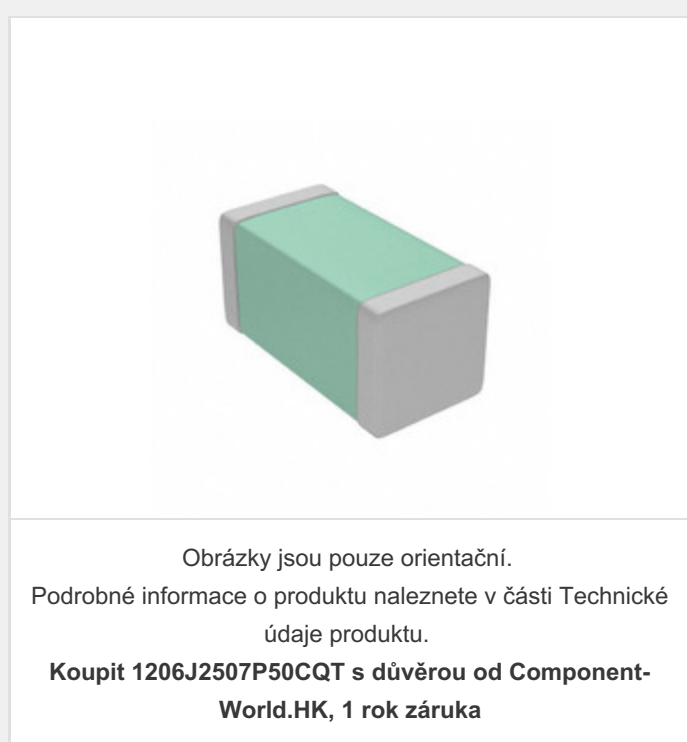 Obrázky jsou pouze orientační.
Podrobné informace o produktu naleznete v části Technické
údaje produktu.
Koupit 1206J2507P50CQT s důvěrou od Component-
World.HK, 1 rok záruka